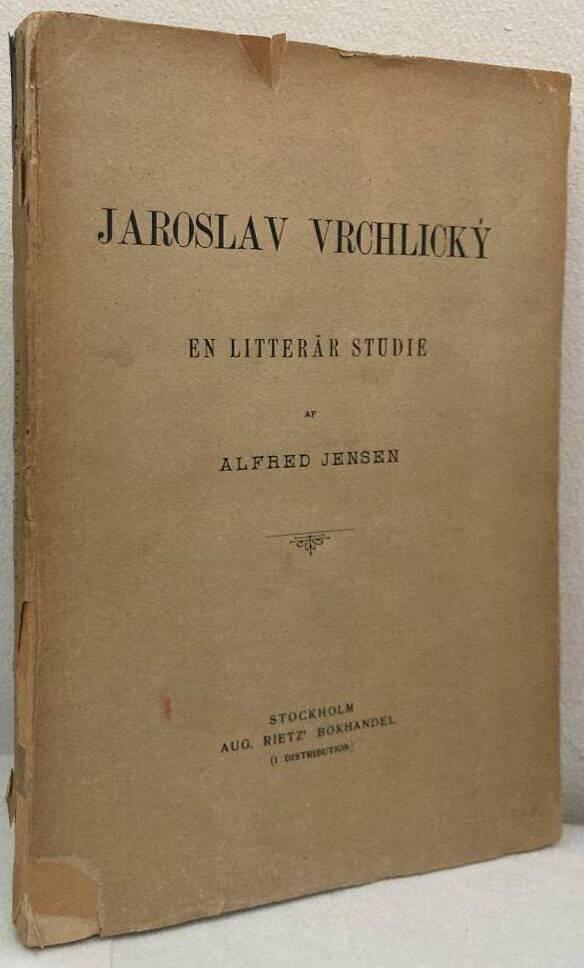 JAROSLAV VRCHLICKÝ
EN LITTERÄR STUDIE
AF
ALFRED JENSEN
STOCKHOLM
AUG. RIETZ' BOKHANDEL
(I DISTRIBUTION)